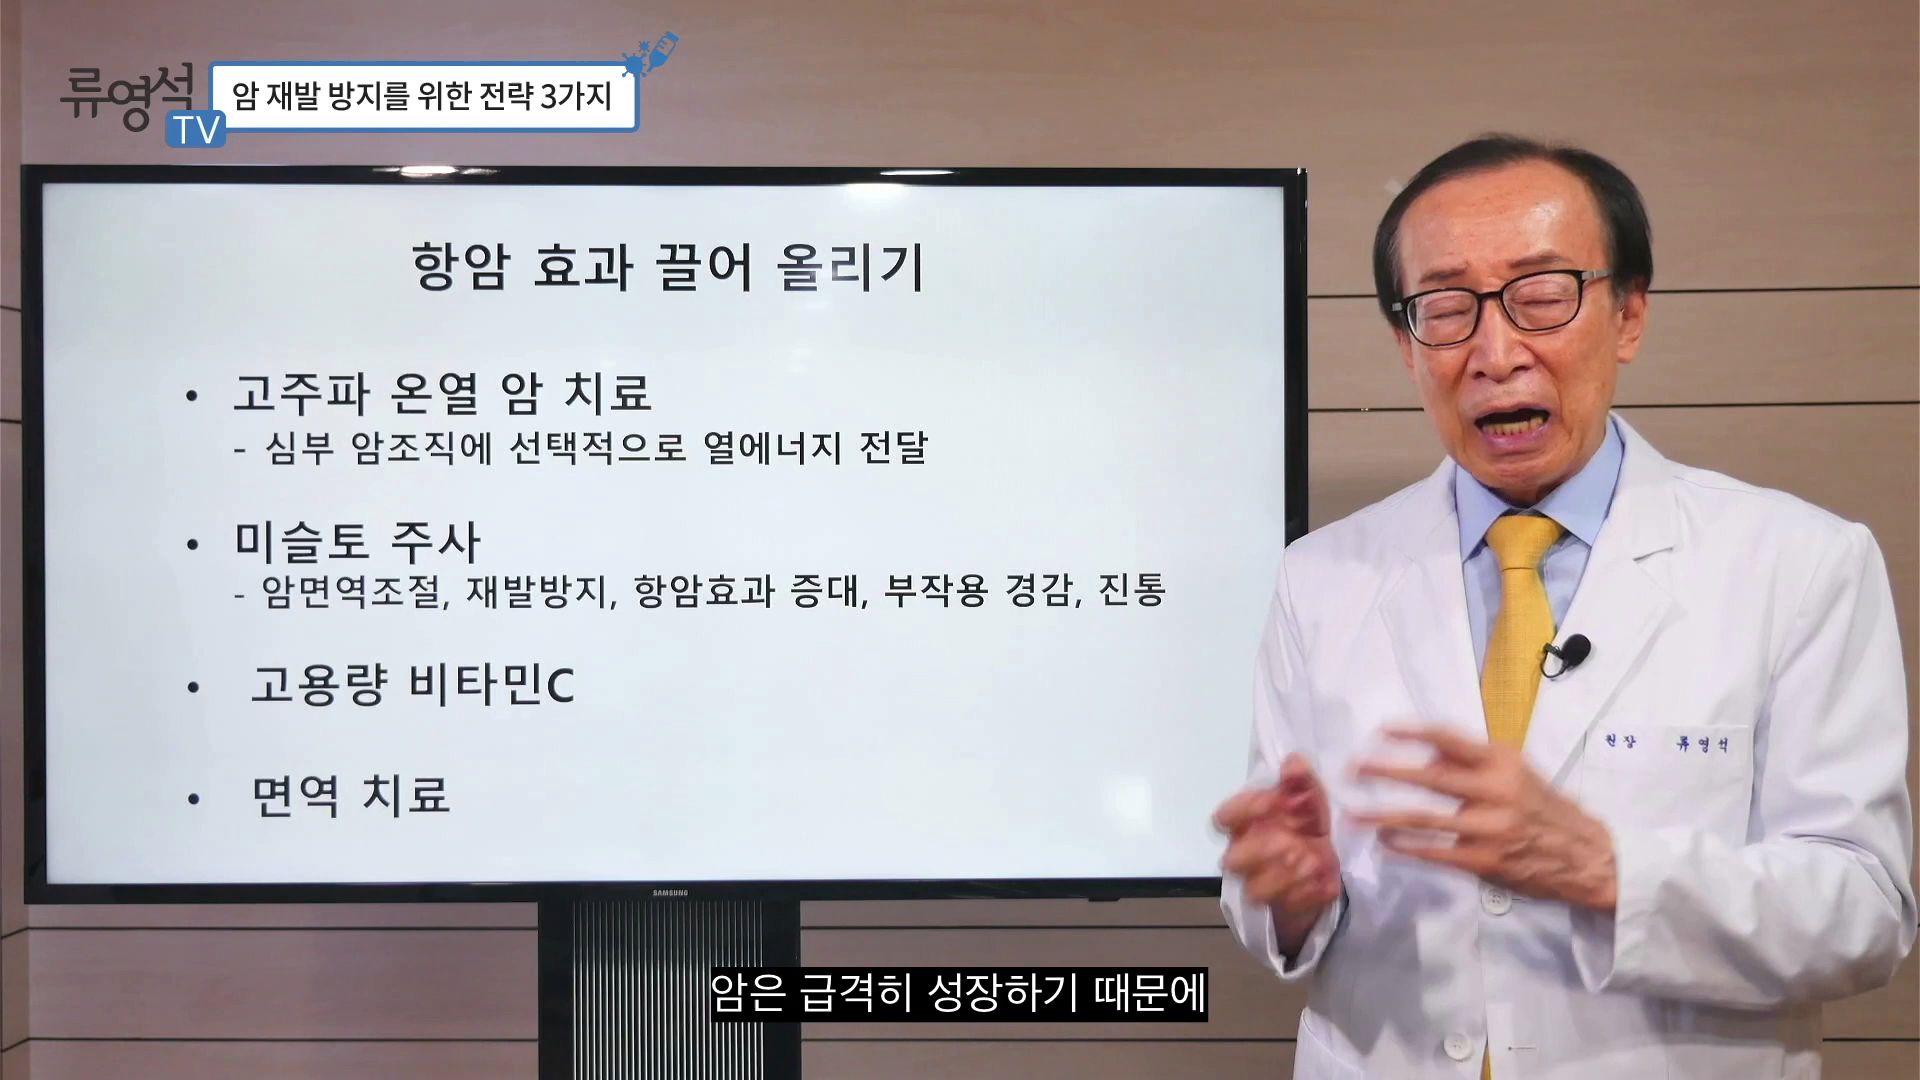 류영석
TV
암 재발 방지를 위한 전략 3가지
항암 효과 끌어 올리기
• 고주파 온열 암 치료
- 심부 암조직에 선택적으로 열에너지 전달
• 미슬토 주사
- 암면역조절, 재발방지, 항암효과 증대, 부작용 경감, 진통
• 고용량 비타민C
• 면역 치료
SAMSUNG
원장 류영석
암은 급격히 성장하기 때문에